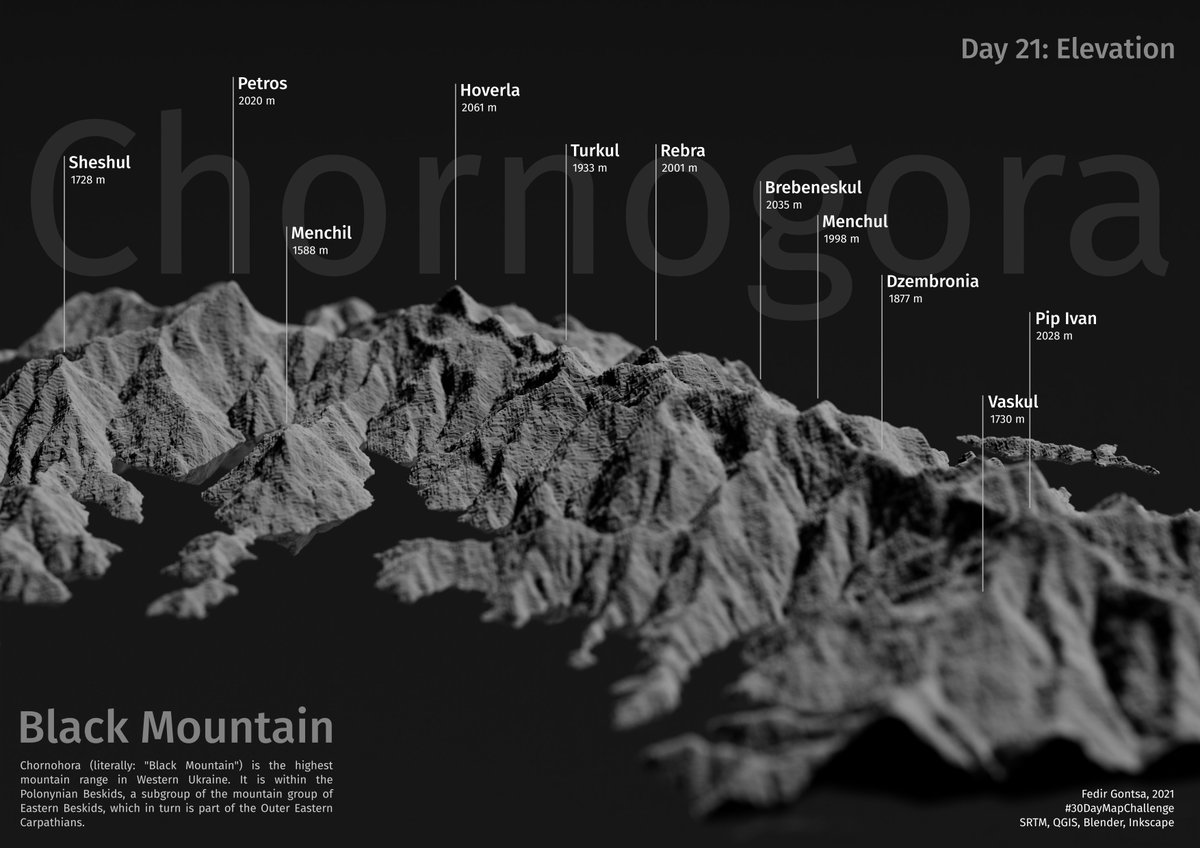 Day 21: Elevation
Chornogora
Petros
2020 m
Hoverla
2061 m
Sheshul
1728 m
Turkul
1933 m
Rebra
2001 m
Brebeneskul
2035 m
Menchul
1998 m
Menchil
1588 m
Dzembronia
1877 m
Pip Ivan
2028 m
Vaskul
1730 m
Black Mountain
Chornohora (literally: "Black Mountain") is the highest
mountain range in Western Ukraine. It is within the
Polonynian Beskids, a subgroup of the mountain group of
Eastern Beskids, which in turn is part of the Outer Eastern
Carpathians.
Fedir Gontsa, 2021
#30DayMapChallenge
SRTM, QGIS, Blender, Inkscape